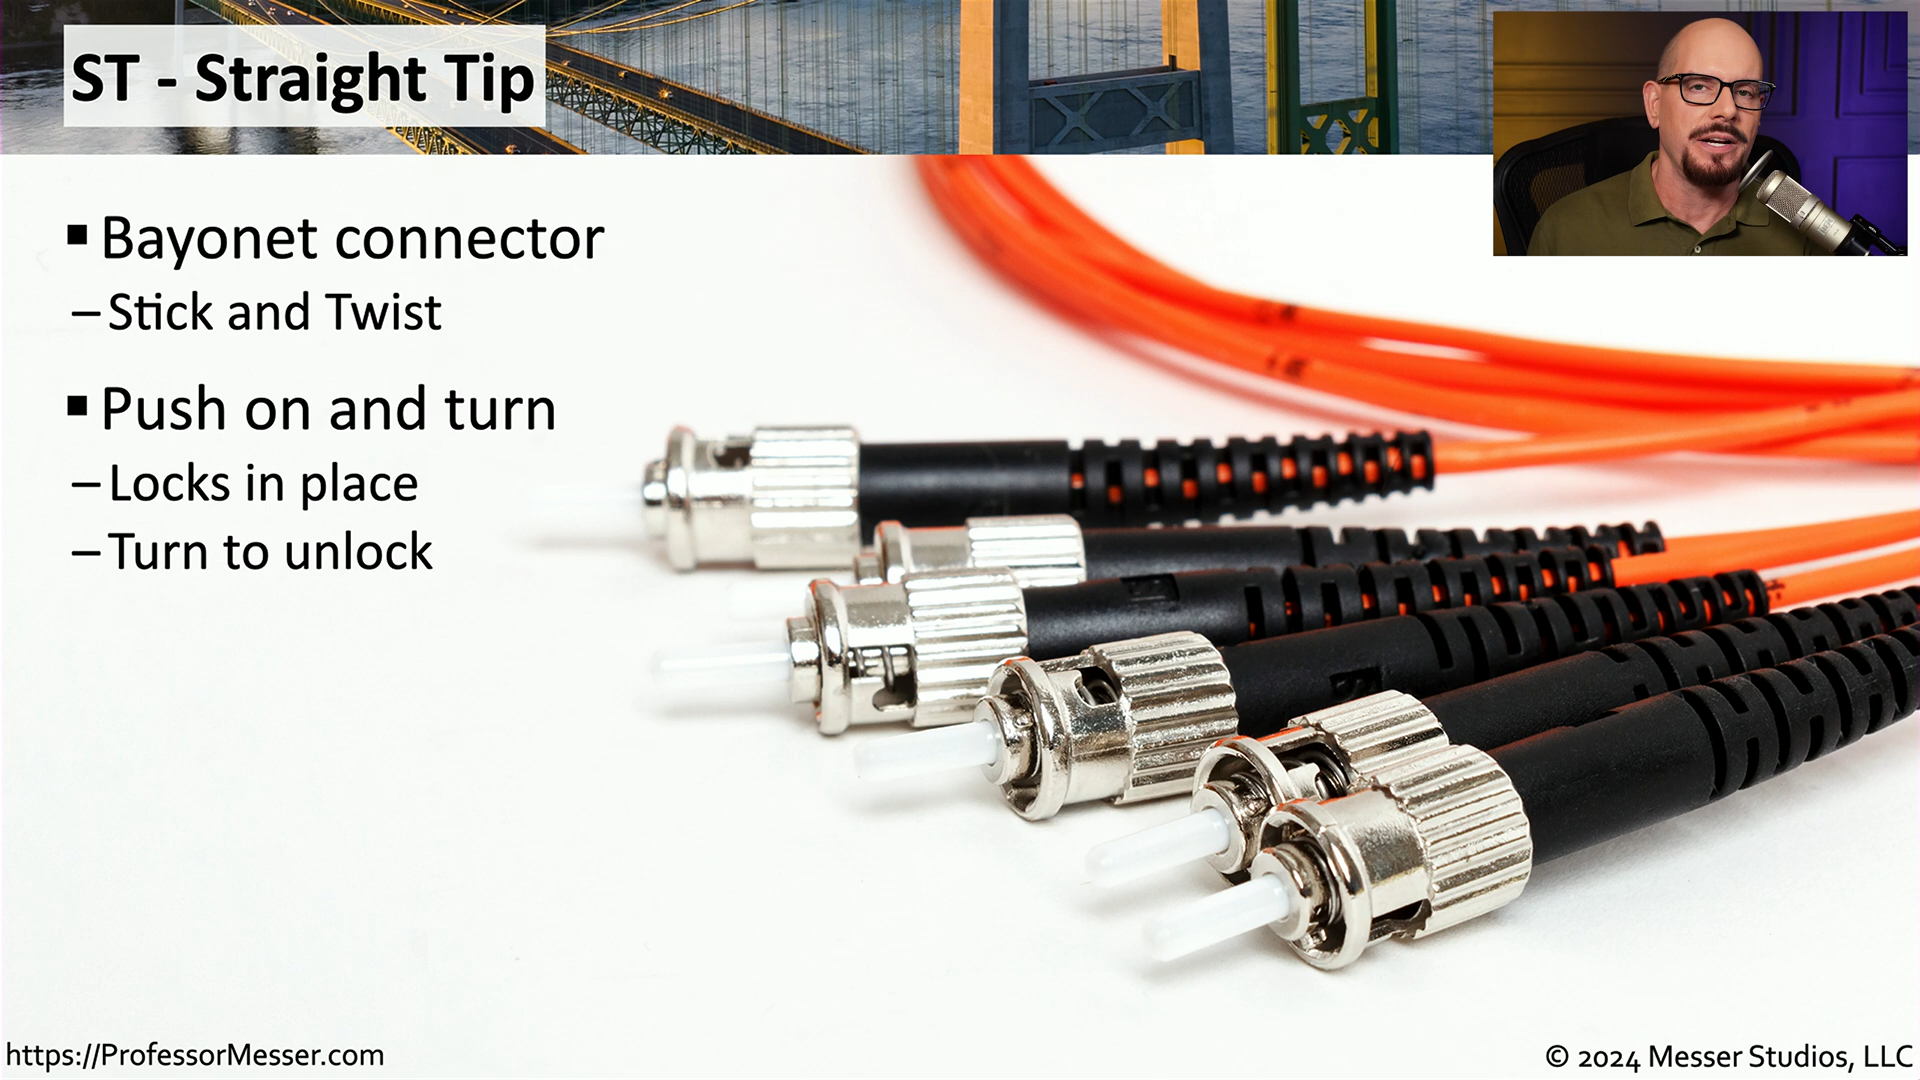 ST - Straight Tip
▪ Bayonet connector
– Stick and Twist
▪ Push on and turn
– Locks in place
– Turn to unlock
https://ProfessorMesser.com
© 2024 Messer Studios, LLC